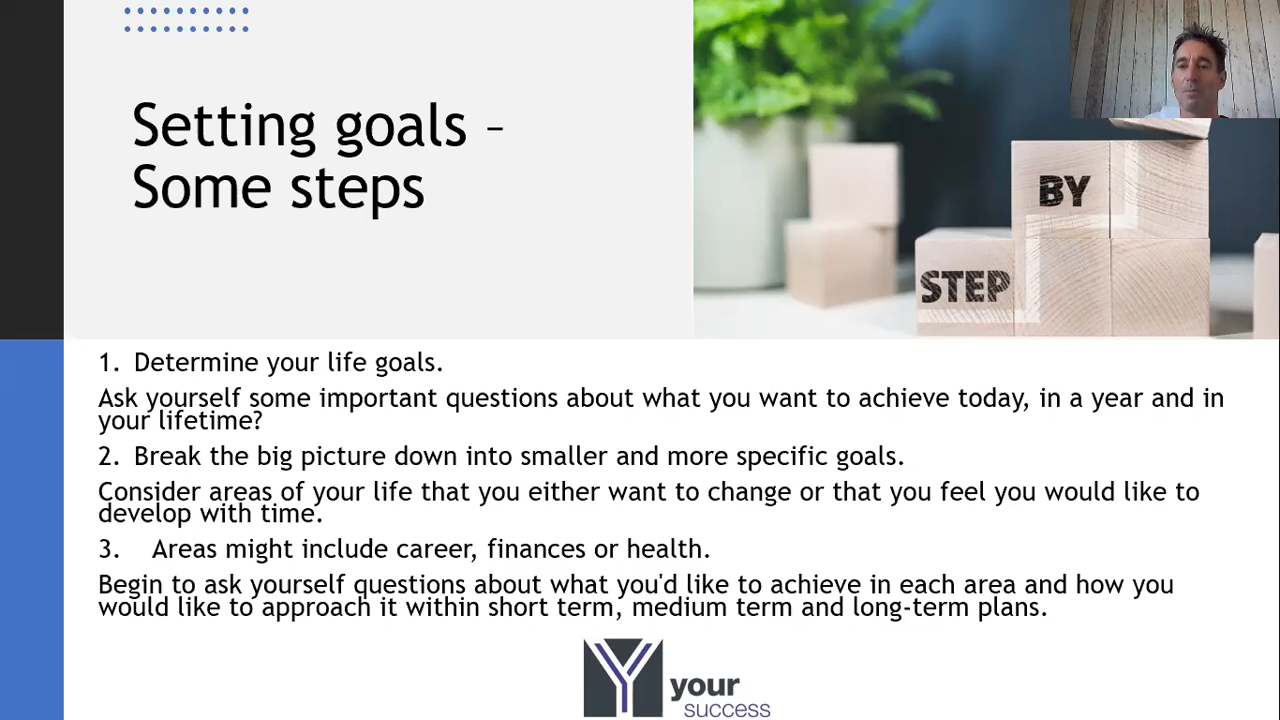 Setting goals –
Some steps
BY
STEP
1. Determine your life goals.
Ask yourself some important questions about what you want to achieve today, in a year and in
your lifetime?
2. Break the big picture down into smaller and more specific goals.
Consider areas of your life that you either want to change or that you feel you would like to
develop with time.
3. Areas might include career, finances or health.
Begin to ask yourself questions about what you'd like to achieve in each area and how you
would like to approach it within short term, medium term and long-term plans.
your
success